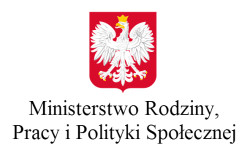 Ministerstwo Rodziny,
Pracy i Polityki Społecznej